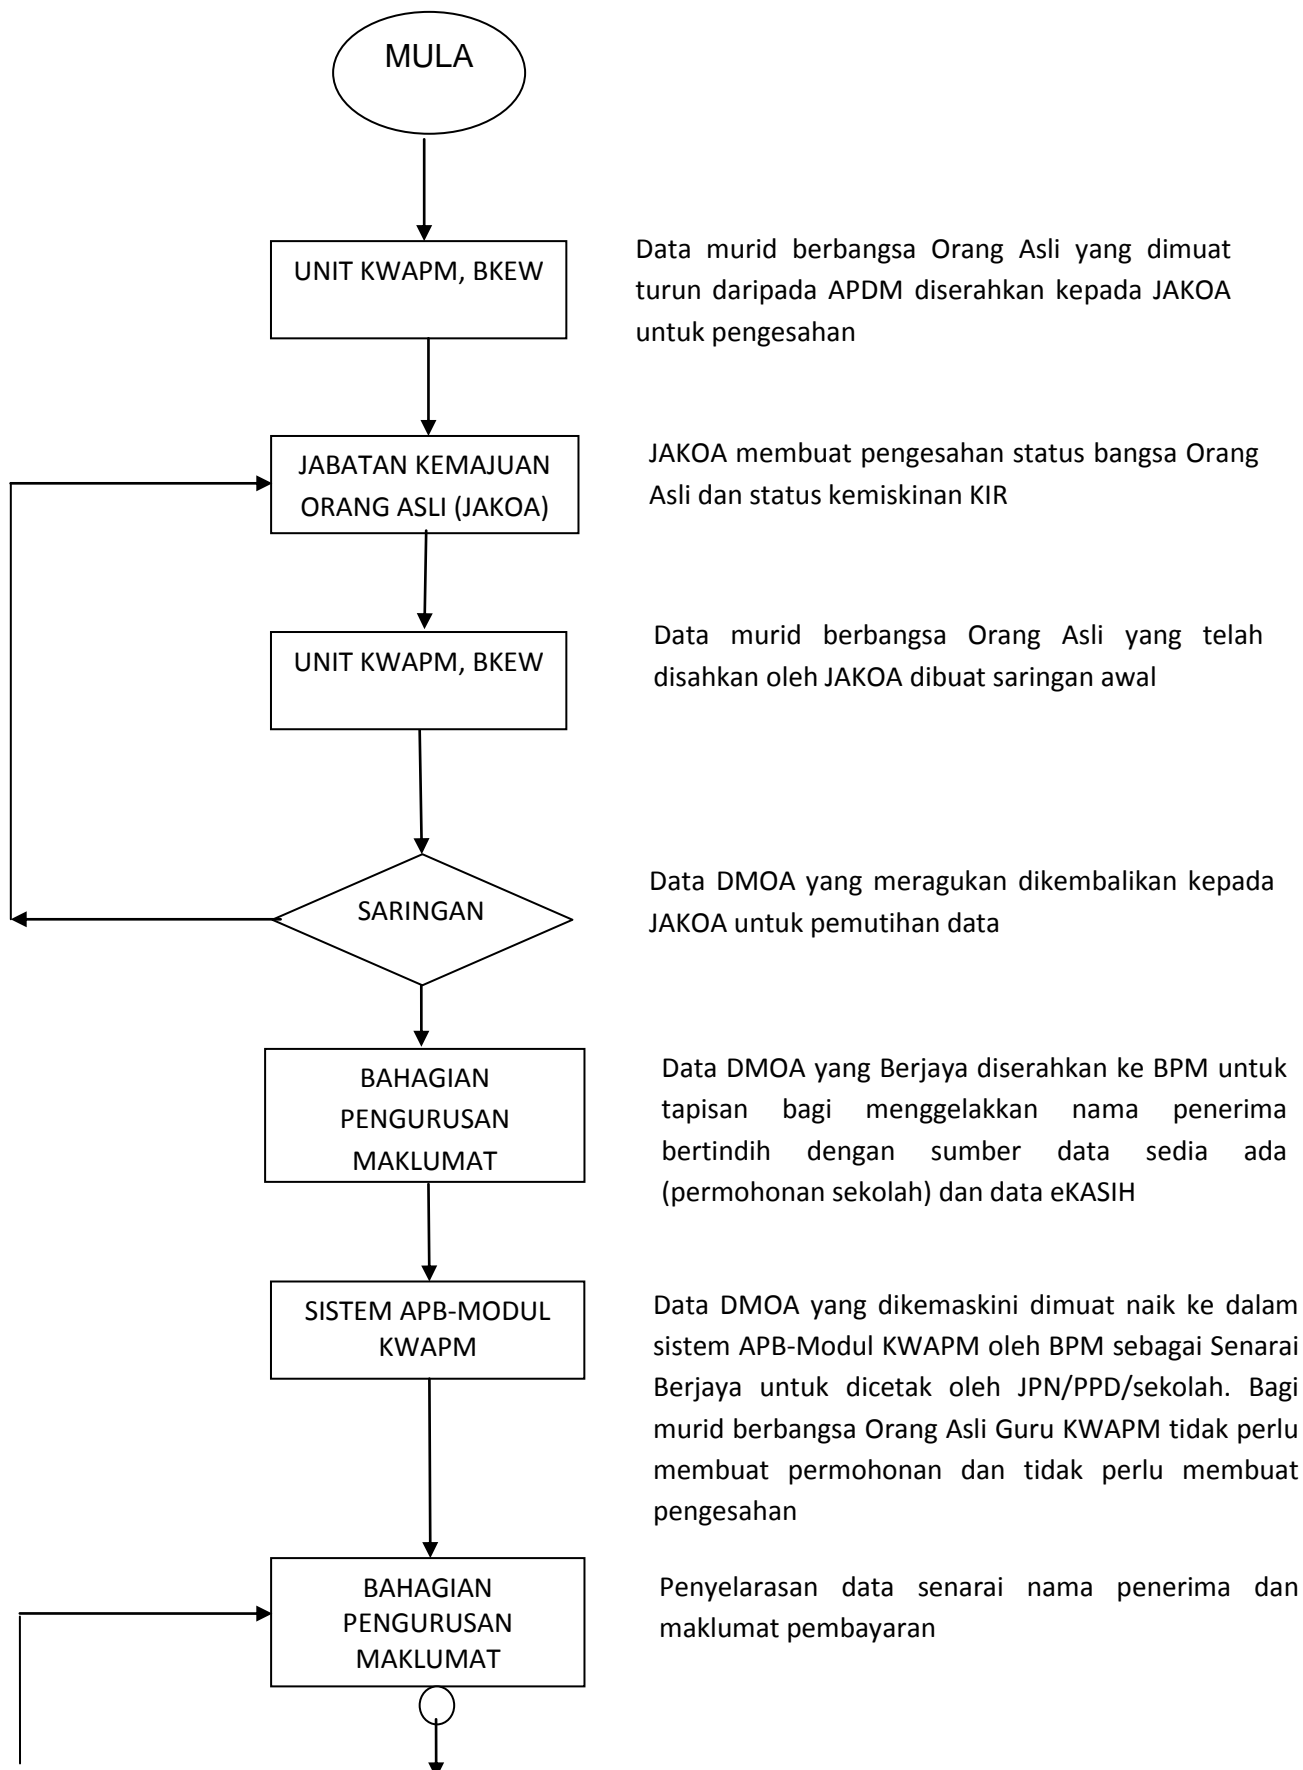 MULA
UNIT KWAPM, BKEW
Data murid berbangsa Orang Asli yang dimuat
turun daripada APDM diserahkan kepada JAKOA
untuk pengesahan
JABATAN KEMAJUAN
ORANG ASLI (JAKOA)
JAKOA membuat pengesahan status bangsa Orang
Asli dan status kemiskinan KIR
UNIT KWAPM, BKEW
Data murid berbangsa Orang Asli yang telah
disahkan oleh JAKOA dibuat saringan awal
SARINGAN
Data DMOA yang meragukan dikembalikan kepada
JAKOA untuk pemutihan data
BAHAGIAN
PENGURUSAN
MAKLUMAT
Data DMOA yang Berjaya diserahkan ke BPM untuk
tapisan bagi menggelakkan nama penerima
bertindih dengan sumber data sedia ada
(permohonan sekolah) dan data eKASIH
SISTEM APB-MODUL
KWAPM
Data DMOA yang dikemaskini dimuat naik ke dalam
sistem APB-Modul KWAPM oleh BPM sebagai Senarai
Berjaya untuk dicetak oleh JPN/PPD/sekolah. Bagi
murid berbangsa Orang Asli Guru KWAPM tidak perlu
membuat permohonan dan tidak perlu membuat
pengesahan
BAHAGIAN
PENGURUSAN
MAKLUMAT
Penyelarasan data senarai nama penerima dan
maklumat pembayaran